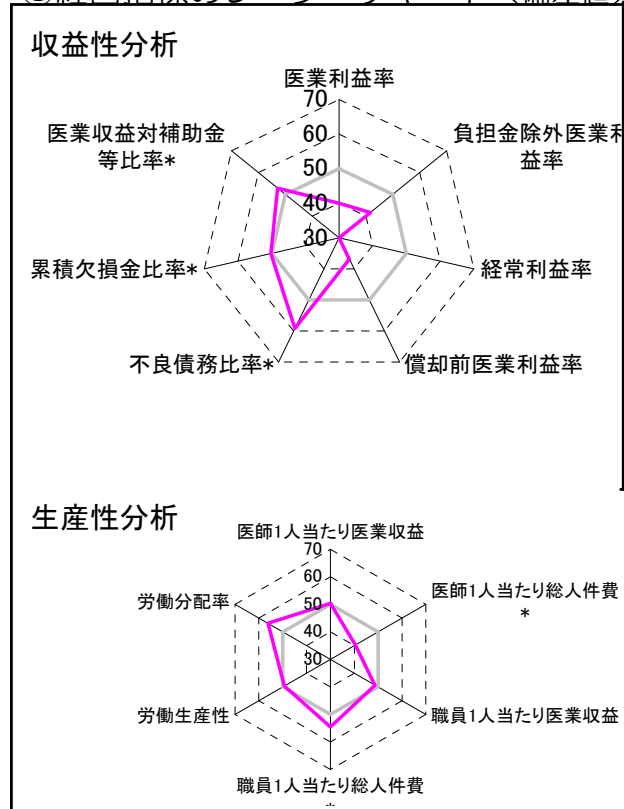 収益性分析
医業利益率
70
医業収益対補助金
等比率*
負担金除外医業利
益率
60
50
40
30
累積欠損金比率*
経常利益率
不良債務比率*
償却前医業利益率
生産性分析
医師1人当たり医業収益
70
労働分配率
60
医師1人当たり総人件費
*
50
40
30
労働生産性
職員1人当たり医業収益
職員1人当たり総人件費
*